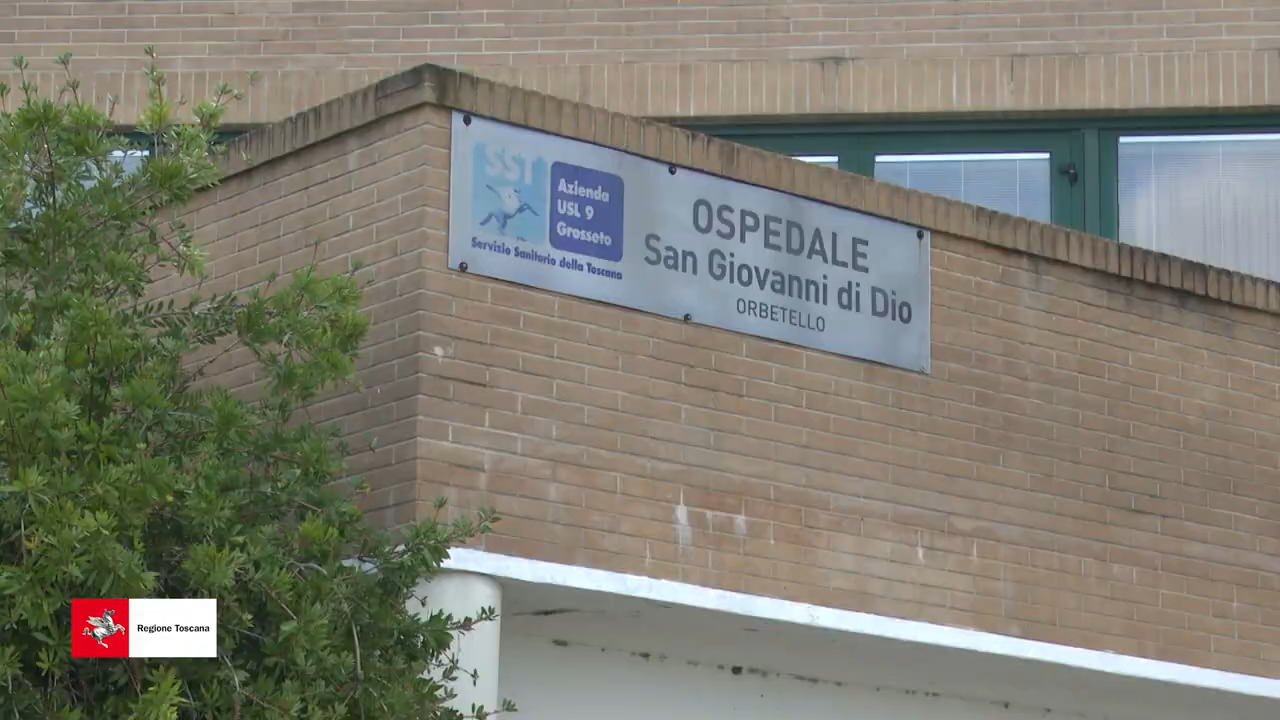 SST
Azienda
USL 9
Grosseto
Servizio Sanitario della Toscana
OSPEDALE
San Giovanni di Dio
ORBETELLO
Regione Toscana